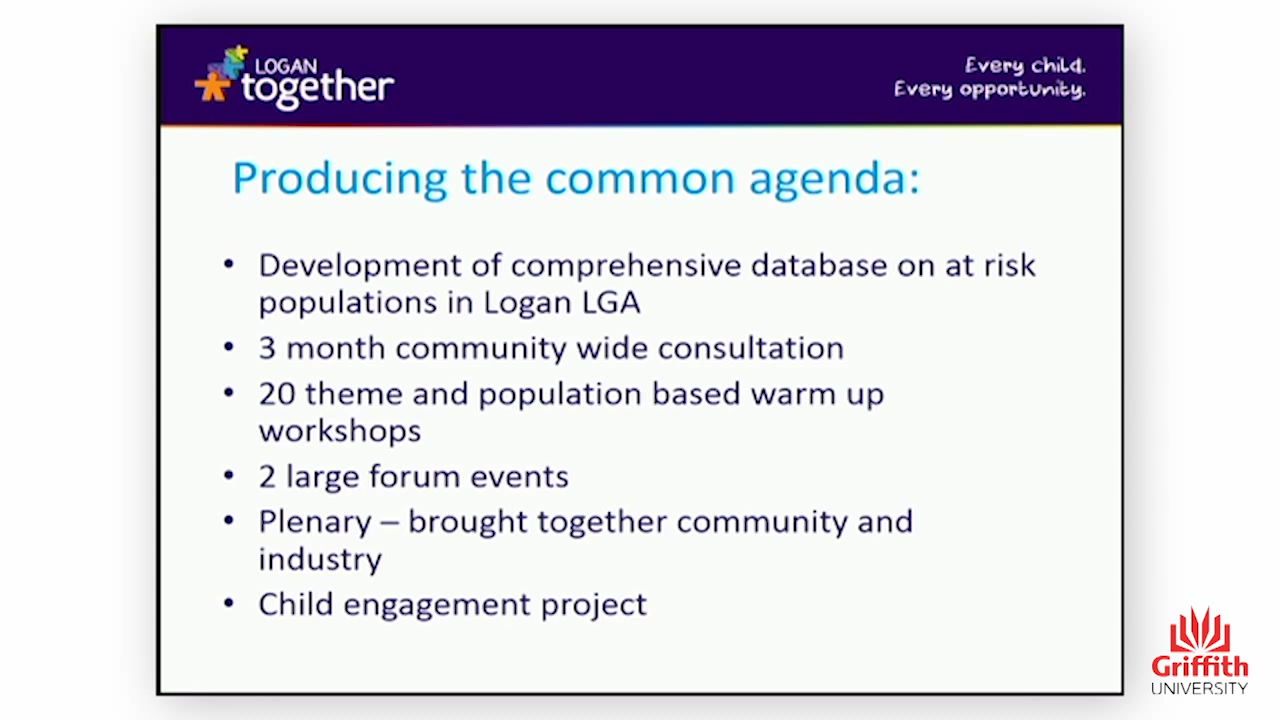 LOGAN
together
Every child.
Every opportunity.
Producing the common agenda:
• Development of comprehensive database on at risk
populations in Logan LGA
• 3 month community wide consultation
• 20 theme and population based warm up
workshops
• 2 large forum events
• Plenary – brought together community and
industry
• Child engagement project
Griffith
UNIVERSITY